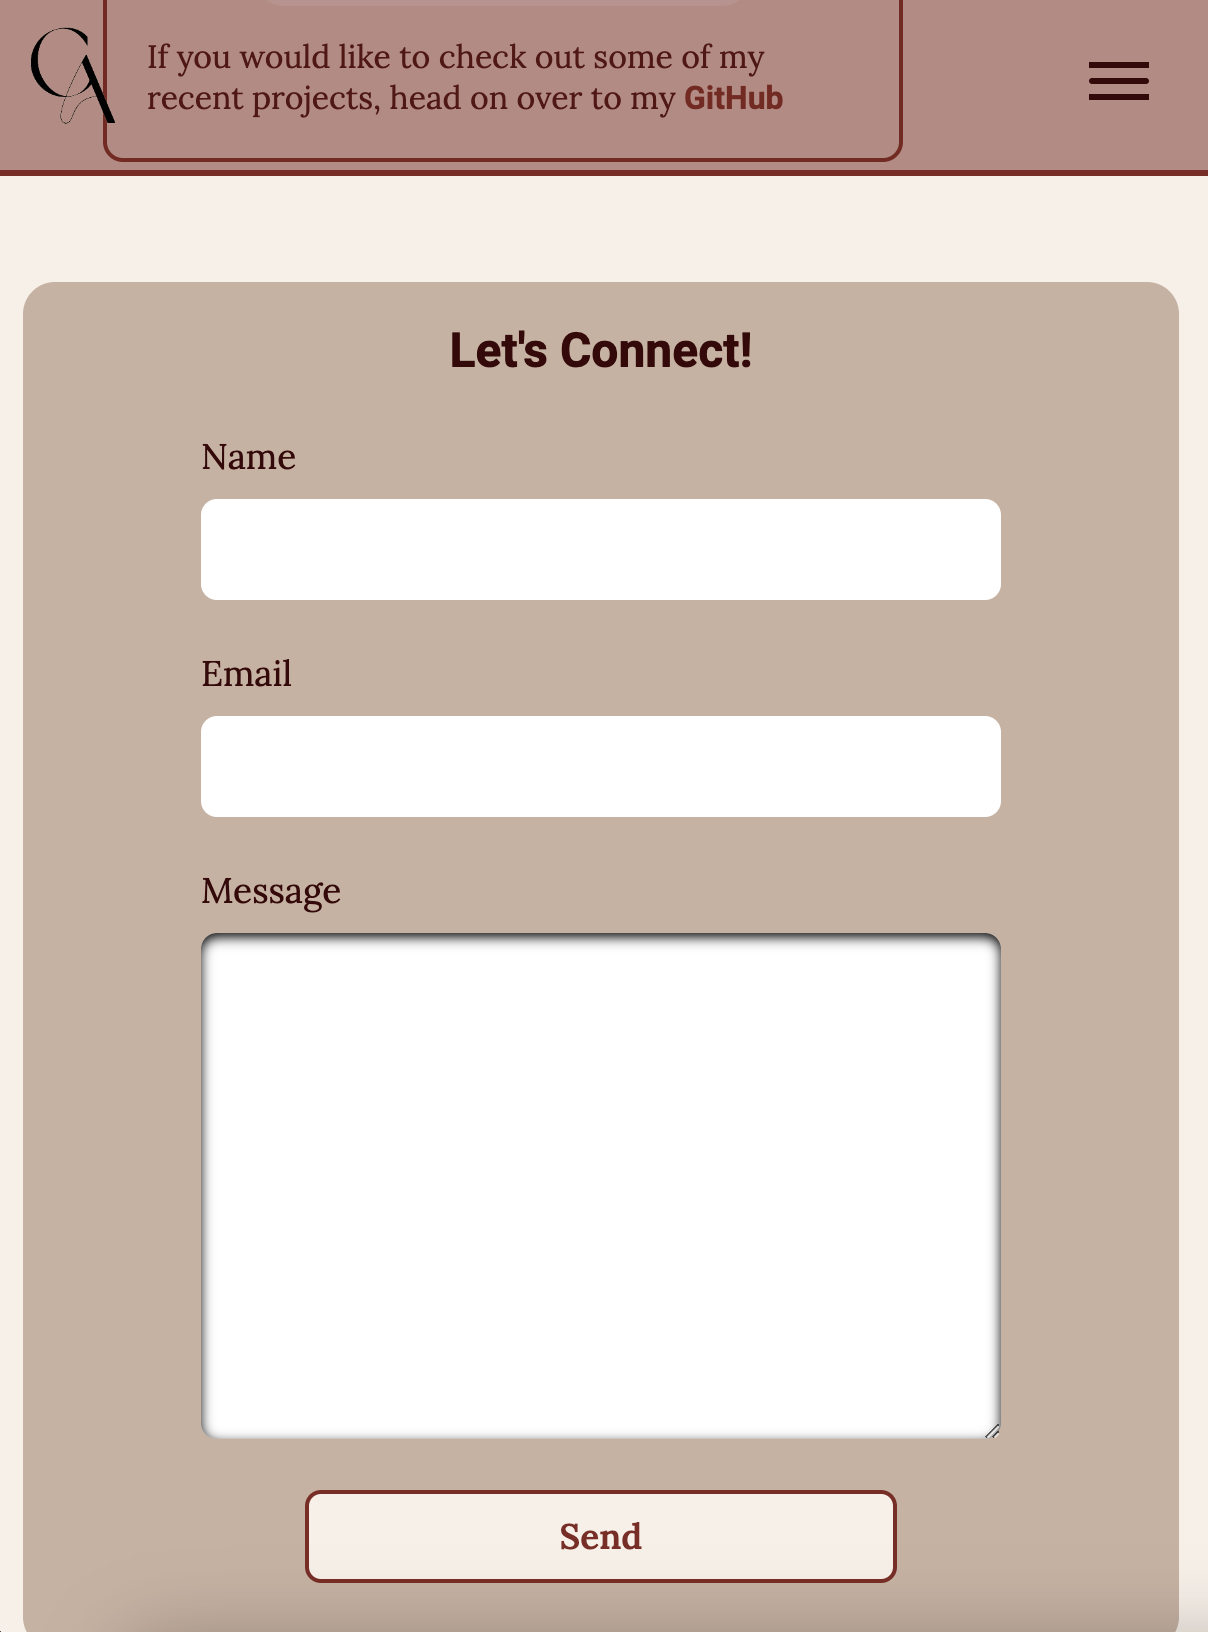 CA
If you would like to check out some of my
recent projects, head on over to my GitHub
Let's Connect!
Name
Email
Message
Send